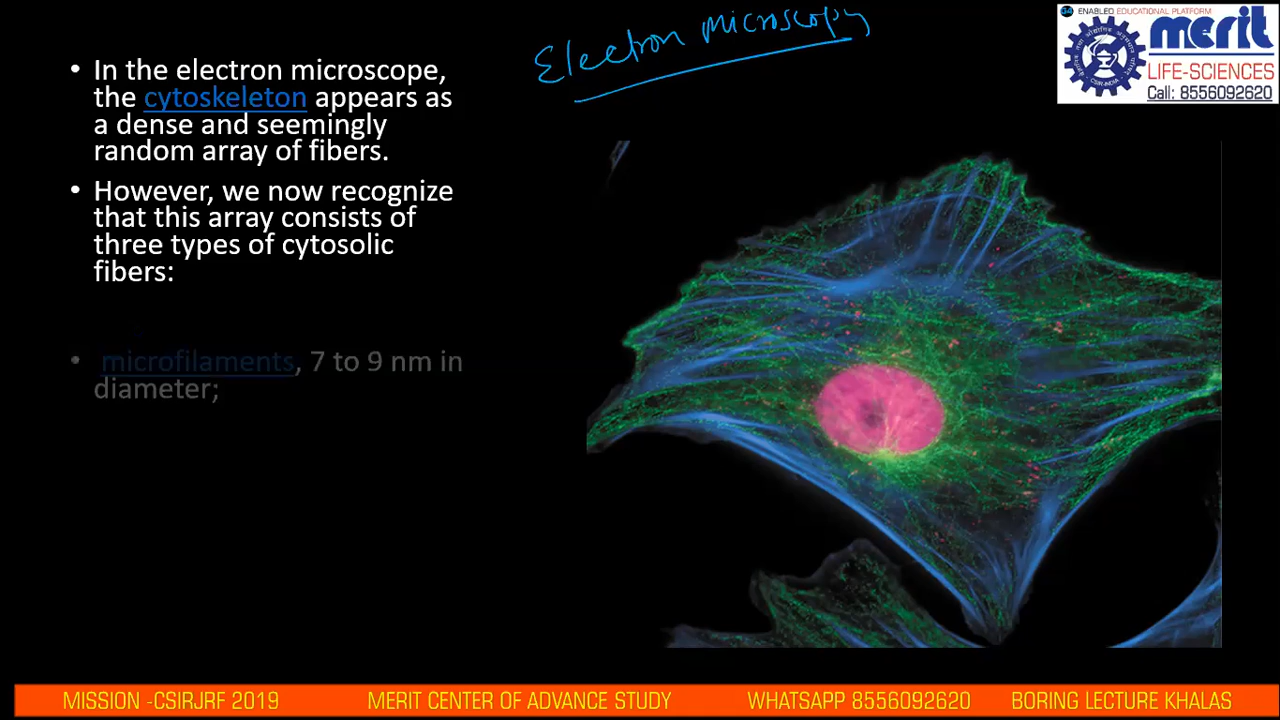 Electron microscopy
ENABLED EDUCATIONAL PLATFORM
merit
LIFE-SCIENCES
Call: 8556092620
• In the electron microscope,
the cytoskeleton appears as
a dense and seemingly
random array of fibers.
• However, we now recognize
that this array consists of
three types of cytosolic
fibers:
• microfilaments, 7 to 9 nm in
diameter;
MISSION -CSIRJRF 2019 MERIT CENTER OF ADVANCE STUDY WHATSAPP 8556092620 BORING LECTURE KHALAS